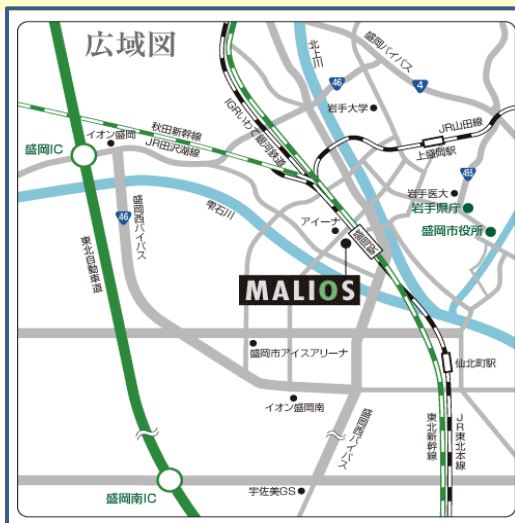 広域図
北上川
盛岡バイパス
46
4
岩手大学
IGRいわて銀河鉄道
JR山田線
秋田新幹線
JR田沢湖線
イオン盛岡
盛岡IC
上盛岡駅
455
岩手医大
岩手県庁
盛岡市役所
46
盛岡西バイパス
雫石川
アイーナ
盛岡駅
東北自動車道
MALIOS
盛岡市アイスアリーナ
仙北町駅
イオン盛岡南
盛岡西バイパス
東北新幹線
JR東北本線
盛岡南IC
宇佐美GS